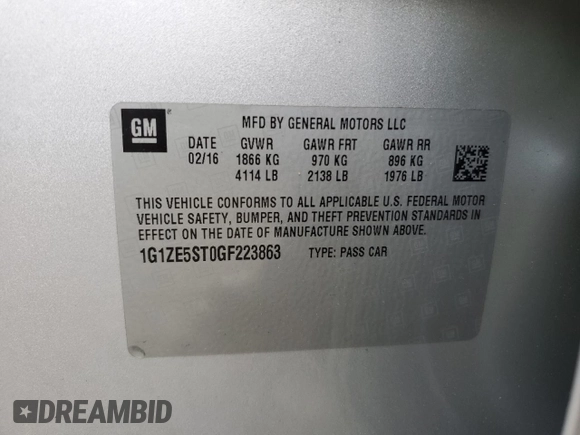 GM
MFD BY GENERAL MOTORS LLC
DATE GVWR GAWR FRT GAWR RR
02/16 1866 KG 970 KG 896 KG
4114 LB 2138 LB 1976 LB
THIS VEHICLE CONFORMS TO ALL APPLICABLE U.S. FEDERAL MOTOR
VEHICLE SAFETY, BUMPER, AND THEFT PREVENTION STANDARDS IN
EFFECT ON THE DATE OF MANUFACTURE SHOWN ABOVE.
1G1ZE5ST0GF223863 TYPE: PASS CAR
DREAMBID